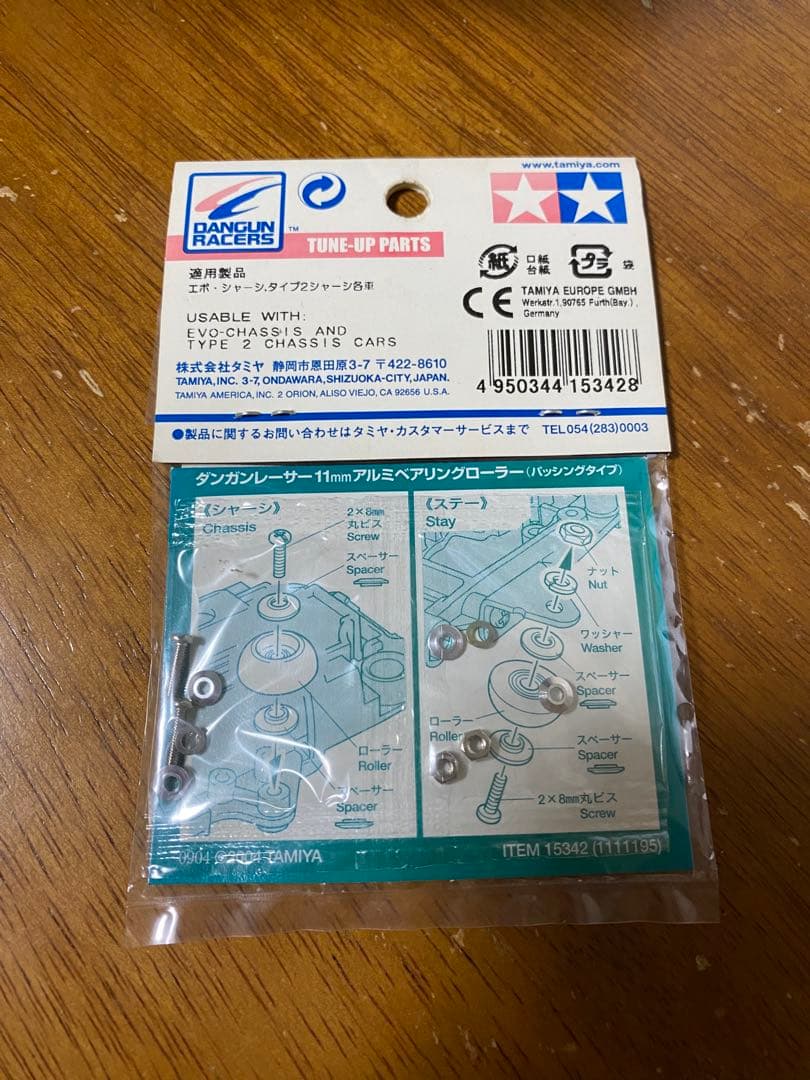 www.tamiya.com
DANGUN
RACERS
TM
TUNE-UP PARTS
適用製品
エボ・シャーシ、タイプ2シャーシ各車
USABLE WITH:
EVO-CHASSIS AND
TYPE 2 CHASSIS CARS
紙
口紙
台紙
プラ
袋
CE
TAMIYA EUROPE GMBH
Werkstr.1,90765 Fürth(Bay.),
Germany
株式会社タミヤ 静岡市恩田原3-7 〒422-8610
TAMIYA, INC. 3-7, ONDAWARA, SHIZUOKA-CITY, JAPAN.
TAMIYA AMERICA, INC. 2 ORION, ALISO VIEJO, CA 92656 U.S.A.
4 950344 153428
●製品に関するお問い合わせはタミヤ・カスタマーサービスまで TEL 054(283)0003
ダンガンレーサー11mmアルミベアリングローラー(パッシングタイプ)
《シャーシ》
Chassis
2×8mm
丸ビス
Screw
スペーサー
Spacer
ローラー
Roller
スペーサー
Spacer
《ステー》
Stay
ナット
Nut
ワッシャー
Washer
スペーサー
Spacer
ローラー
Roller
スペーサー
Spacer
2×8mm丸ビス
Screw
0904 ©2004 TAMIYA
ITEM 15342 (1111195)